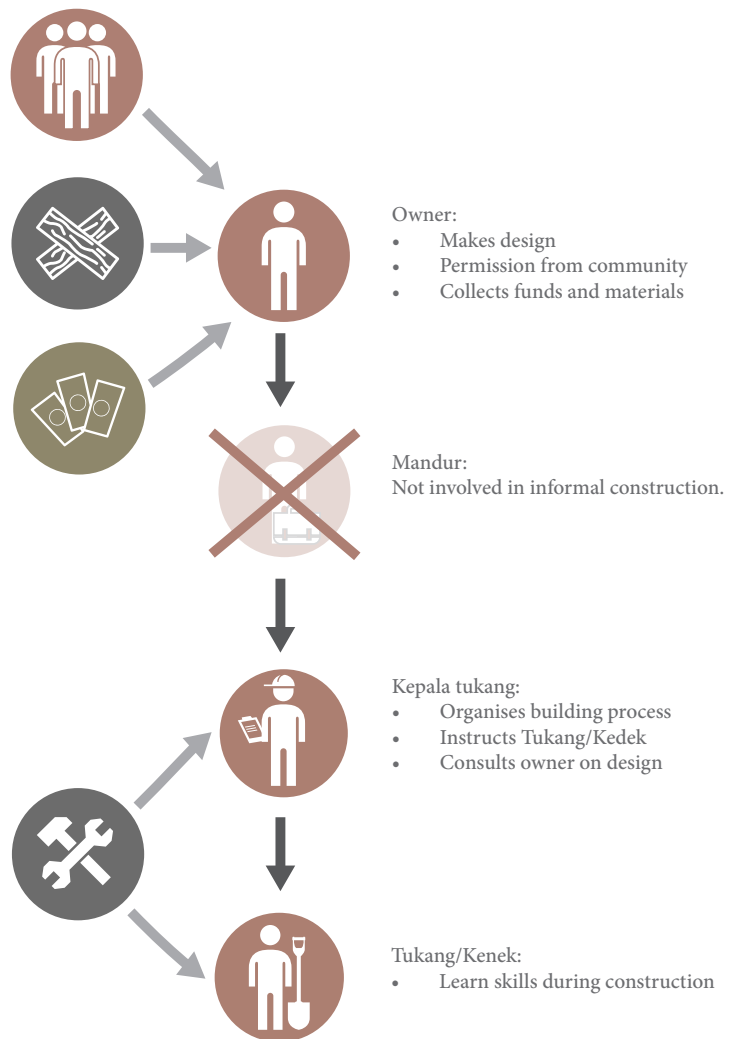 Owner:
• Makes design
• Permission from community
• Collects funds and materials
Mandur:
Not involved in informal construction.
Kepala tukang:
• Organises building process
• Instructs Tukang/Kedek
• Consults owner on design
Tukang/Kenek:
• Learn skills during construction